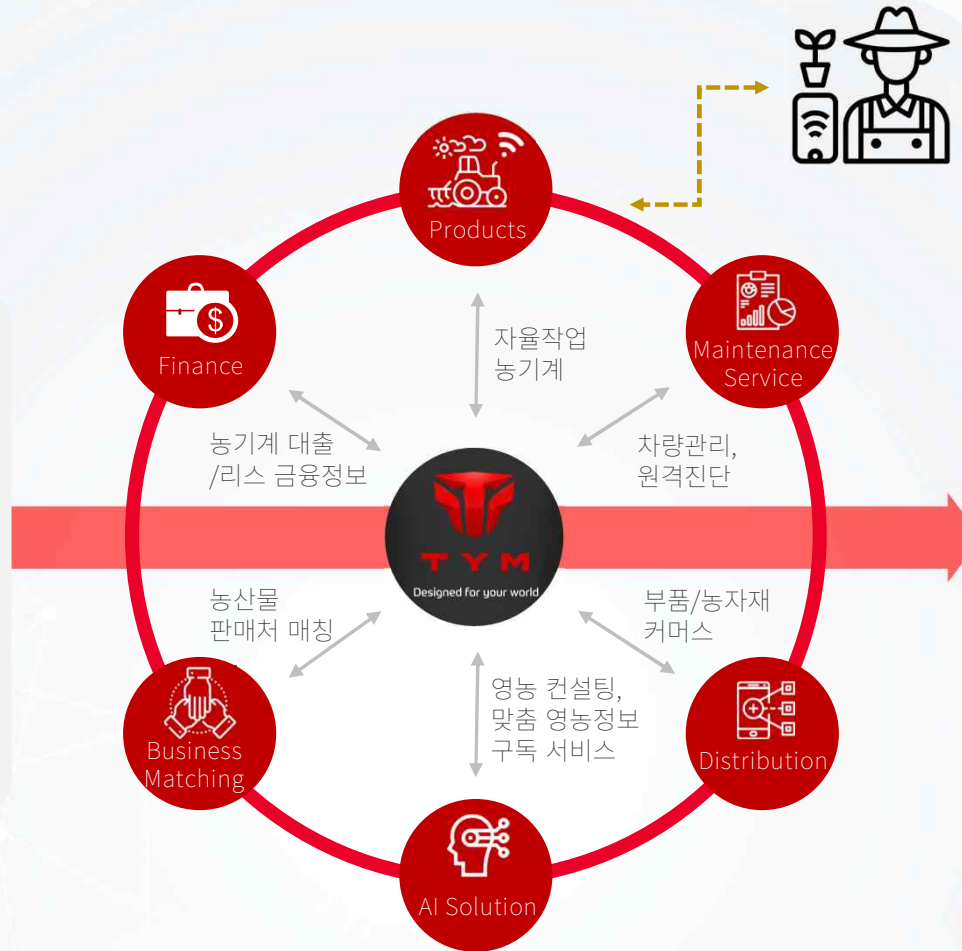 Products
자율작업
농기계
Finance
Maintenance
Service
농기계 대출
/리스 금융정보
차량관리,
원격진단
TYM
Designed for your world
농산물
판매처 매칭
부품/농자재
커머스
영농 컨설팅,
맞춤 영농정보
구독 서비스
Business
Matching
Distribution
AI Solution